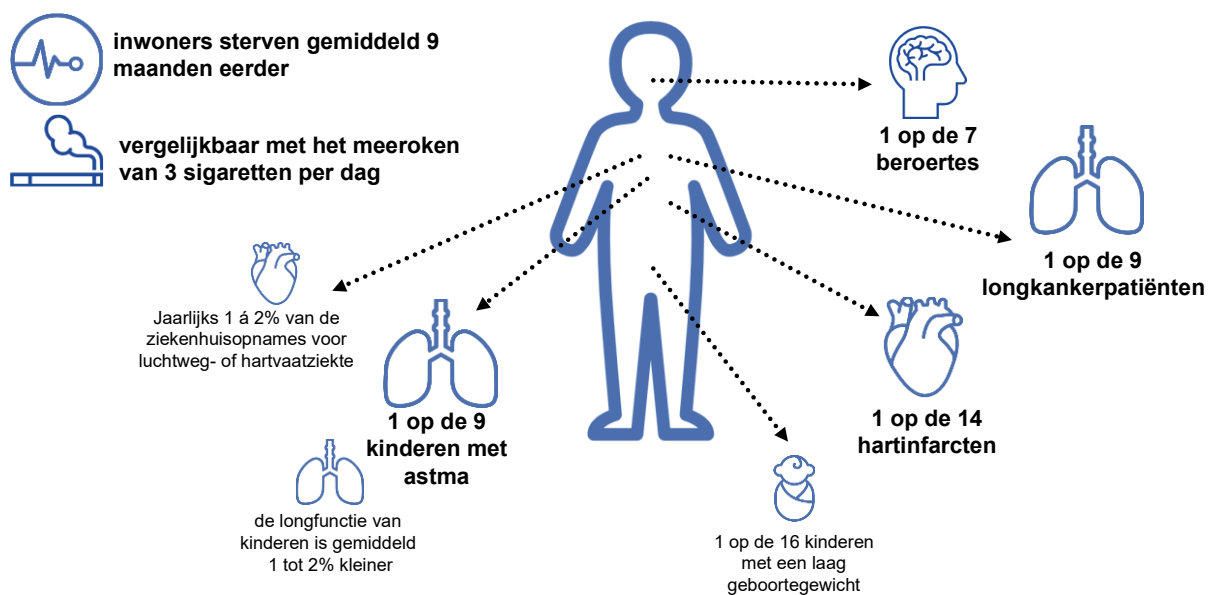 inwoners sterven gemiddeld 9
maanden eerder
vergelijkbaar met het meeroken
van 3 sigaretten per dag
1 op de 7
beroertes
1 op de 9
longkankerpatiënten
Jaarlijks 1 á 2% van de
ziekenhuisopnames voor
luchtweg- of hartvaatziekte
1 op de 9
kinderen met
astma
1 op de 14
hartinfarcten
de longfunctie van
kinderen is gemiddeld
1 tot 2% kleiner
1 op de 16 kinderen
met een laag
geboortegewicht